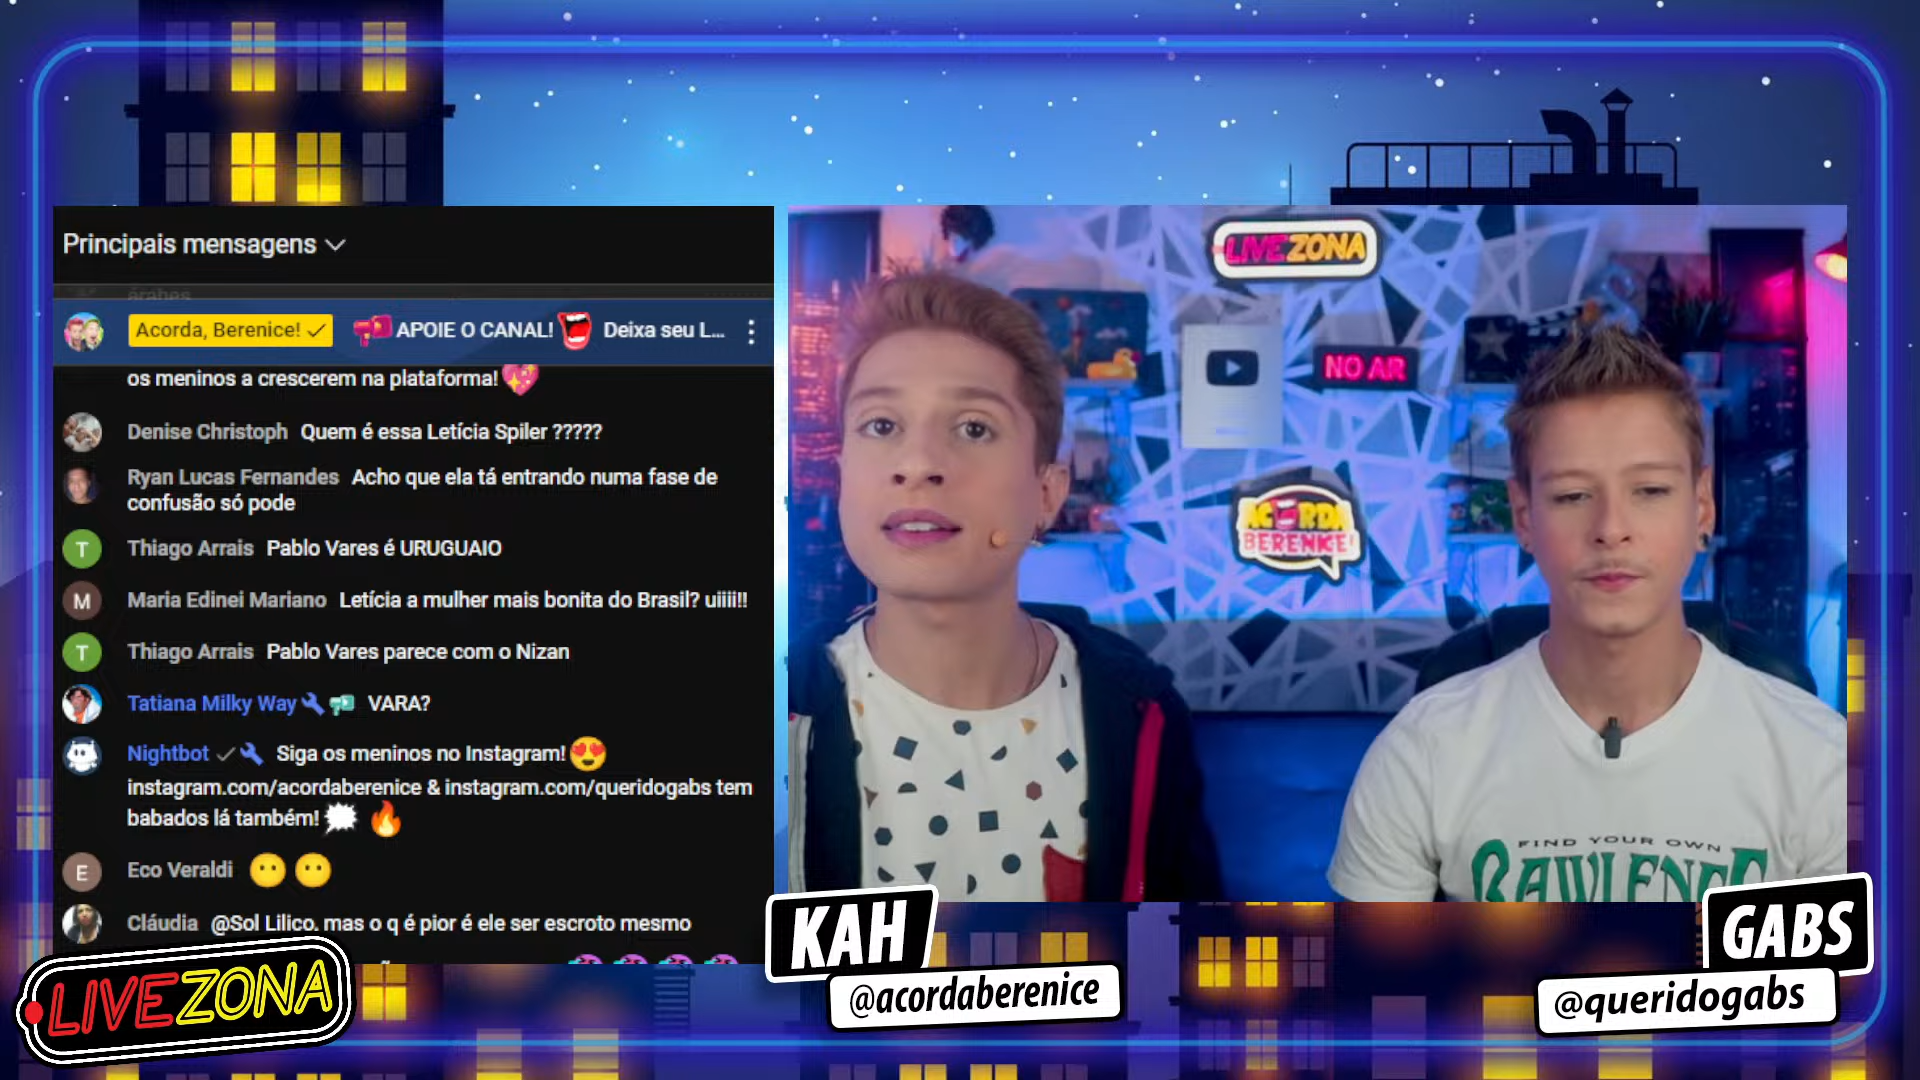 Principais mensagens
árabes
Acorda, Berenice! APOIE O CANAL! Deixa seu L...
os meninos a crescerem na plataforma!
Denise Christoph Quem é essa Letícia Spiler ?????
Ryan Lucas Fernandes Acho que ela tá entrando numa fase de
confusão só pode
T Thiago Arrais Pablo Vares é URUGUAIO
M Maria Edinei Mariano Letícia a mulher mais bonita do Brasil? uiiii!!
T Thiago Arrais Pablo Vares parece com o Nizan
Tatiana Milky Way VARA?
Nightbot Siga os meninos no Instagram!
instagram.com/acordaberenice & instagram.com/queridogabs tem
babados lá também!
E Eco Veraldi
Cláudia @Sol Lilico, mas o q é pior é ele ser escroto mesmo
LIVEZONA
LIVEZONA
NO AR
ACORDA
BERENICE!
FIND YOUR OWN
KAH
@acordaberenice
GABS
@queridogabs